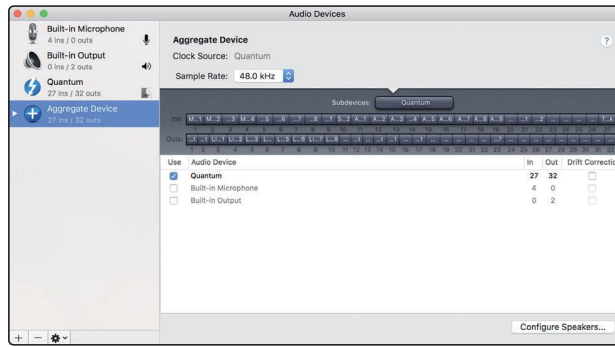 Audio Devices
Built-in Microphone
4 ins / 0 outs
Built-in Output
0 ins / 2 outs
Quantum
27 ins / 32 outs
Aggregate Device
27 ins / 32 outs
Aggregate Device
?
Clock Source: Quantum
Sample Rate: 48.0 kHz
Subdevices: Quantum
Ins:
Outs:
Use Audio Device In Out Drift Correctio
Quantum 27 32
Built-in Microphone 4 0
Built-in Output 0 2
Configure Speakers...